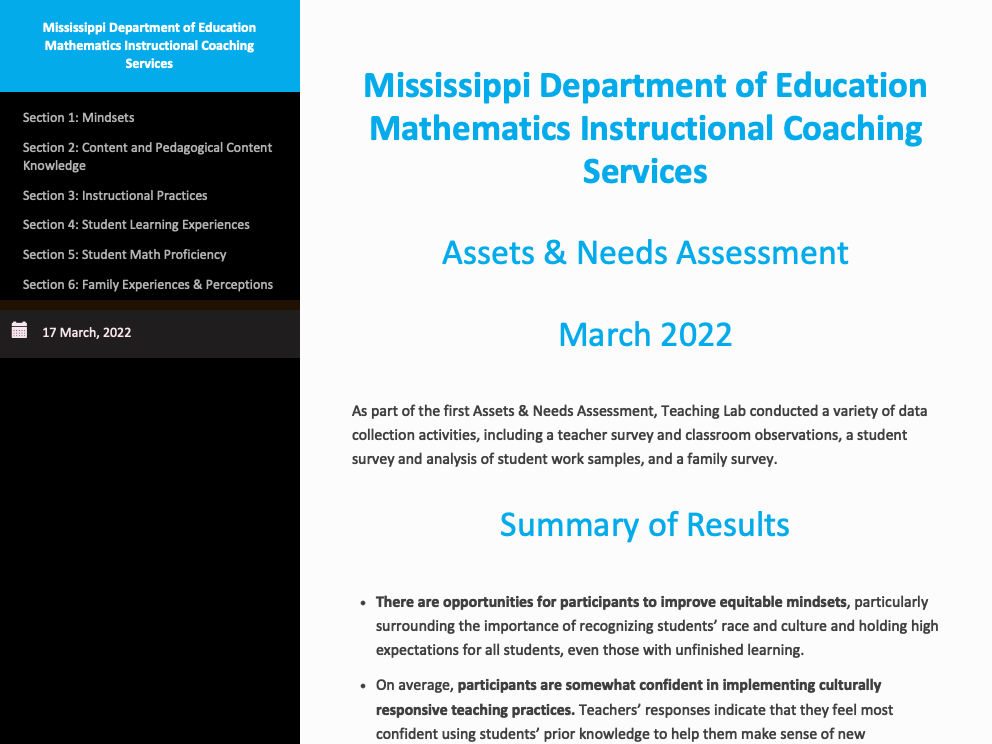 Mississippi Department of Education
Mathematics Instructional Coaching
Services
Section 1: Mindsets
Section 2: Content and Pedagogical Content
Knowledge
Section 3: Instructional Practices
Section 4: Student Learning Experiences
Section 5: Student Math Proficiency
Section 6: Family Experiences & Perceptions
17 March, 2022
Mississippi Department of Education
Mathematics Instructional Coaching
Services
Assets & Needs Assessment
March 2022
As part of the first Assets & Needs Assessment, Teaching Lab conducted a variety of data
collection activities, including a teacher survey and classroom observations, a student
survey and analysis of student work samples, and a family survey.
Summary of Results
• There are opportunities for participants to improve equitable mindsets, particularly
surrounding the importance of recognizing students’ race and culture and holding high
expectations for all students, even those with unfinished learning.
• On average, participants are somewhat confident in implementing culturally
responsive teaching practices. Teachers’ responses indicate that they feel most
confident using students’ prior knowledge to help them make sense of new